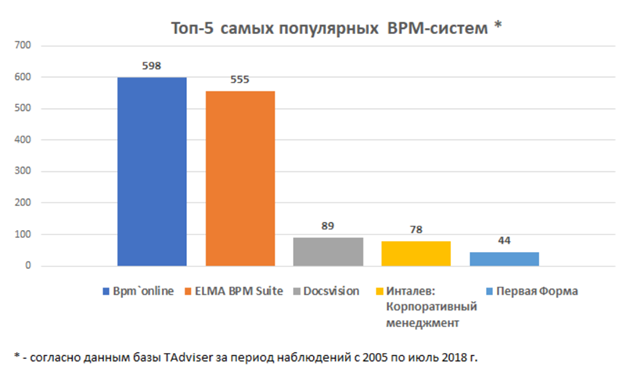 Топ-5 самых популярных BPM-систем *
700
600
500
400
300
200
100
0
598
555
89
78
44
Bpm`online
ELMA BPM Suite
Docsvision
Инталев:
Корпоративный
менеджмент
Первая Форма
* - согласно данным базы TAdviser за период наблюдений с 2005 по июль 2018 г.